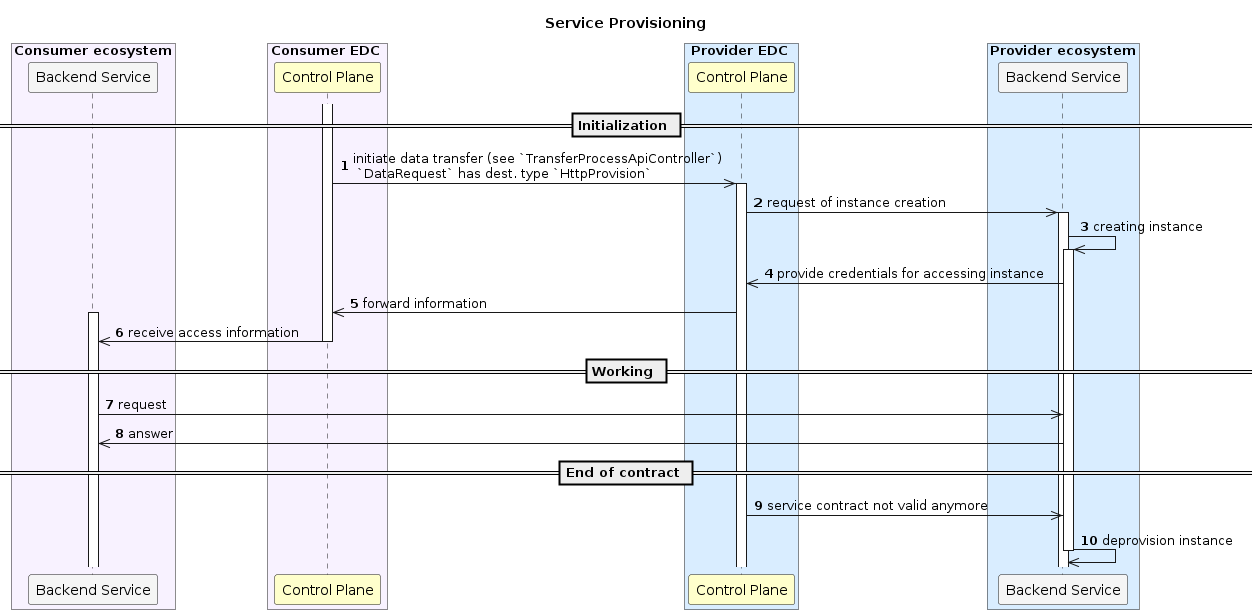 Service Provisioning
Consumer ecosystem
Consumer EDC
Provider EDC
Provider ecosystem
Backend Service
Control Plane
Control Plane
Backend Service
Initialization
1 initiate data transfer (see `TransferProcessApiController`)
`DataRequest` has dest. type `HttpProvision`
2 request of instance creation
3 creating instance
4 provide credentials for accessing instance
5 forward information
6 receive access information
Working
7 request
8 answer
End of contract
9 service contract not valid anymore
10 deprovision instance
Backend Service
Control Plane
Control Plane
Backend Service